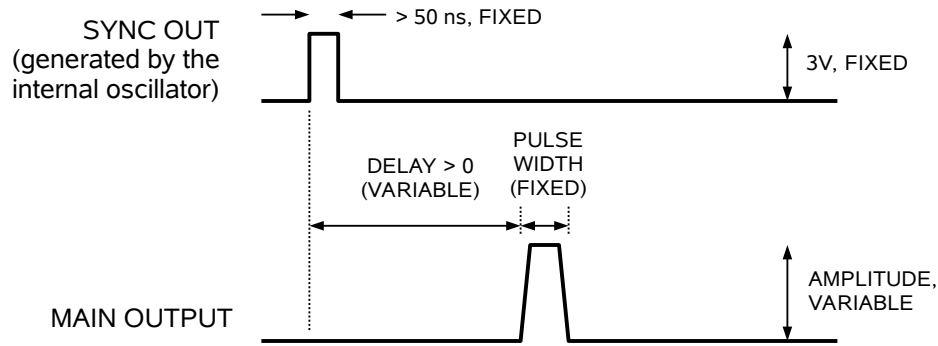 > 50 ns, FIXED
SYNC OUT
(generated by the
internal oscillator)
3V, FIXED
PULSE
WIDTH
(FIXED)
DELAY > 0
(VARIABLE)
AMPLITUDE,
VARIABLE
MAIN OUTPUT